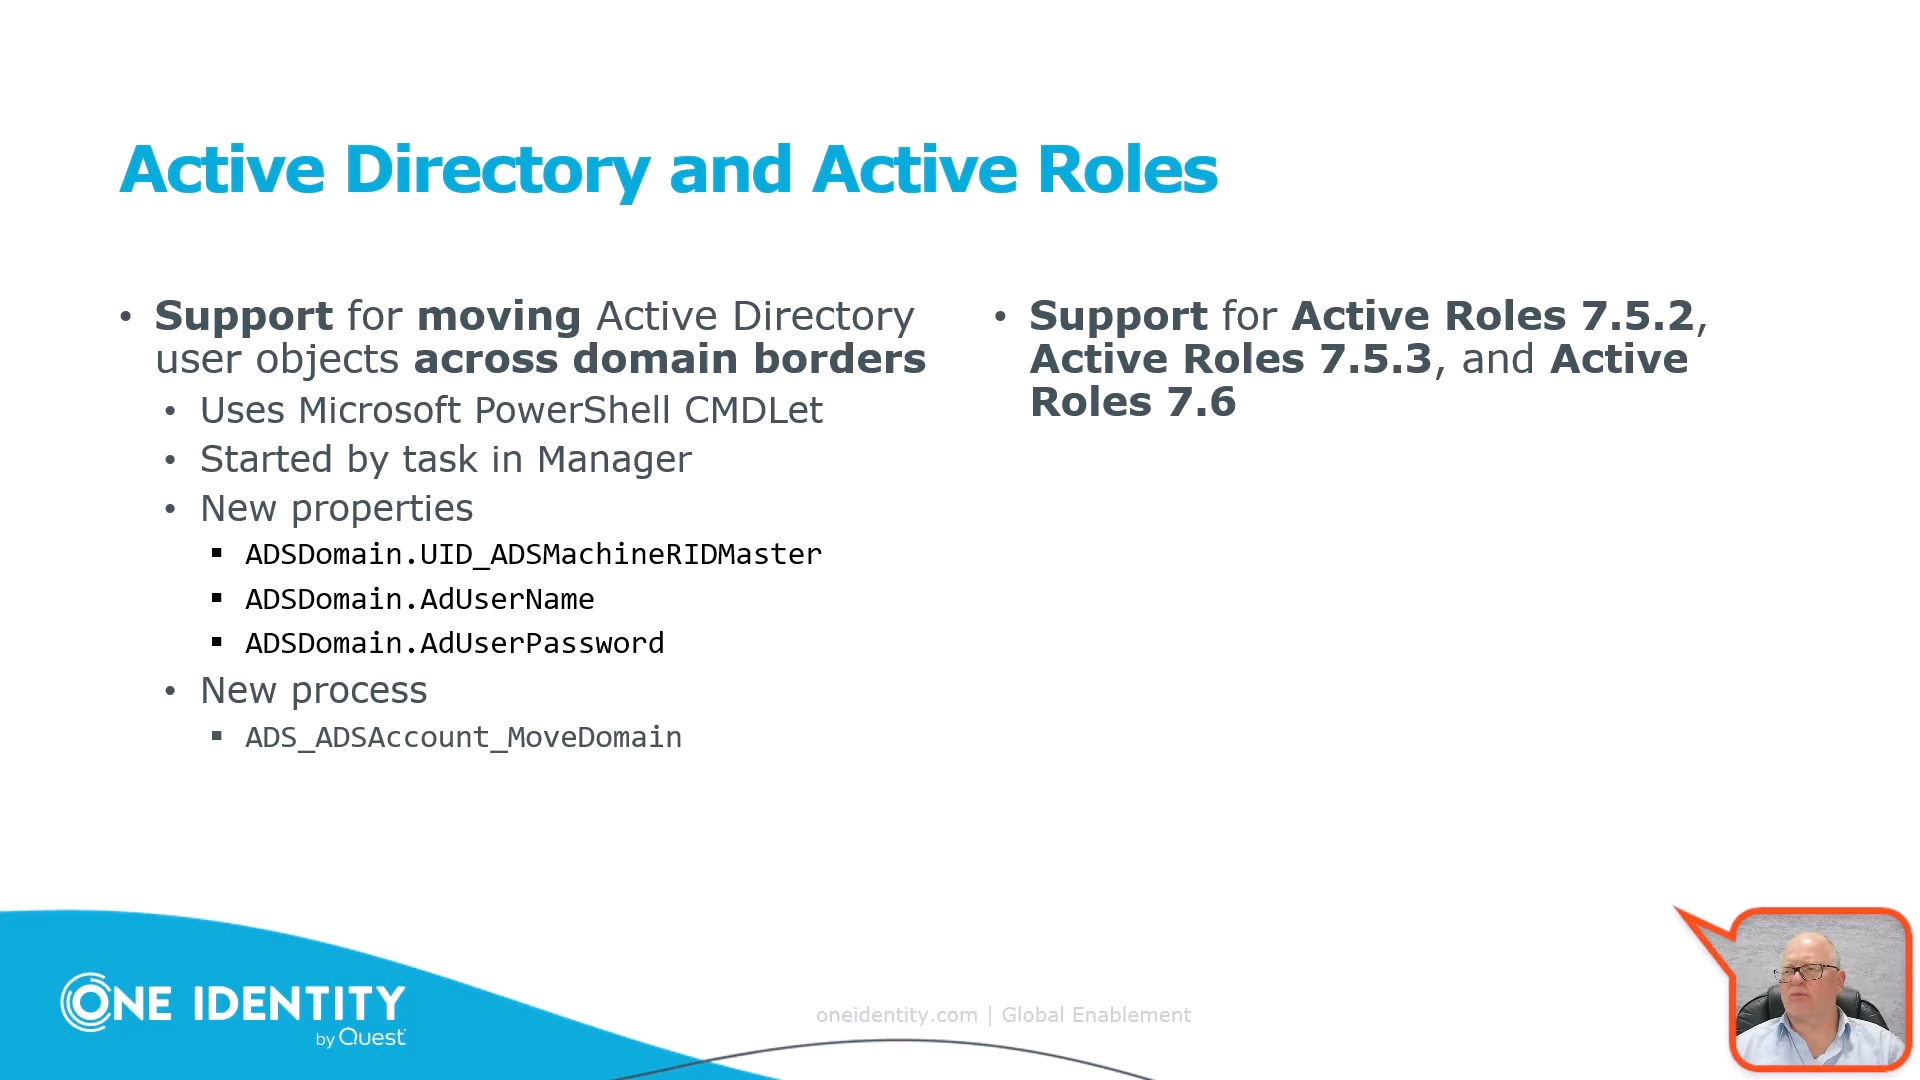 Active Directory and Active Roles
• Support for moving Active Directory
user objects across domain borders
• Uses Microsoft PowerShell CMDLet
• Started by task in Manager
• New properties
▪ ADSDomain.UID_ADSMachineRIDMaster
▪ ADSDomain.AdUserName
▪ ADSDomain.AdUserPassword
• New process
▪ ADS_ADSAccount_MoveDomain
• Support for Active Roles 7.5.2,
Active Roles 7.5.3, and Active
Roles 7.6
ONE IDENTITY
by Quest
oneidentity.com | Global Enablement